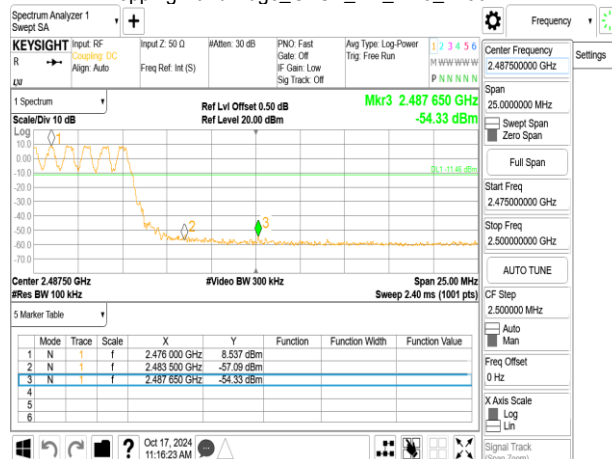 Spectrum Analyzer 1
Swept SA
Frequency
Settings
KEYSIGHT
R
Input: RF
Coupling: DC
Align: Auto
Input Z: 50 Ω
Freq Ref: Int (S)
#Atten: 30 dB
PNO: Fast
Gate: Off
IF Gain: Low
Sig Track: Off
Avg Type: Log-Power
Trig: Free Run
1 2 3 4 5 6
M W W W W W
P N N N N N
1 Spectrum
Scale/Div 10 dB
Ref Lvl Offset 0.50 dB
Ref Level 20.00 dBm
Mkr3 2.487 650 GHz
-54.33 dBm
Log
10.0
0.00
-10.0
-20.0
-30.0
-40.0
-50.0
-60.0
-70.0
1
2
3
Center 2.48750 GHz
#Res BW 100 kHz
#Video BW 300 kHz
Span 25.00 MHz
Sweep 2.40 ms (1001 pts)
5 Marker Table
Mode Trace Scale X Y Function Function Width Function Value
1 N 1 f 2.476 000 GHz 8.537 dBm
2 N 1 f 2.483 500 GHz -57.09 dBm
3 N 1 f 2.487 650 GHz -54.33 dBm
4
5
6
Oct 17, 2024
11:16:23 AM
Center Frequency
2.487500000 GHz
Span
25.0000000 MHz
Swept Span
Zero Span
Full Span
Start Freq
2.475000000 GHz
Stop Freq
2.500000000 GHz
AUTO TUNE
CF Step
2.500000 MHz
Auto
Man
Freq Offset
0 Hz
X Axis Scale
Log
Lin
Signal Track
(Span Zoom)